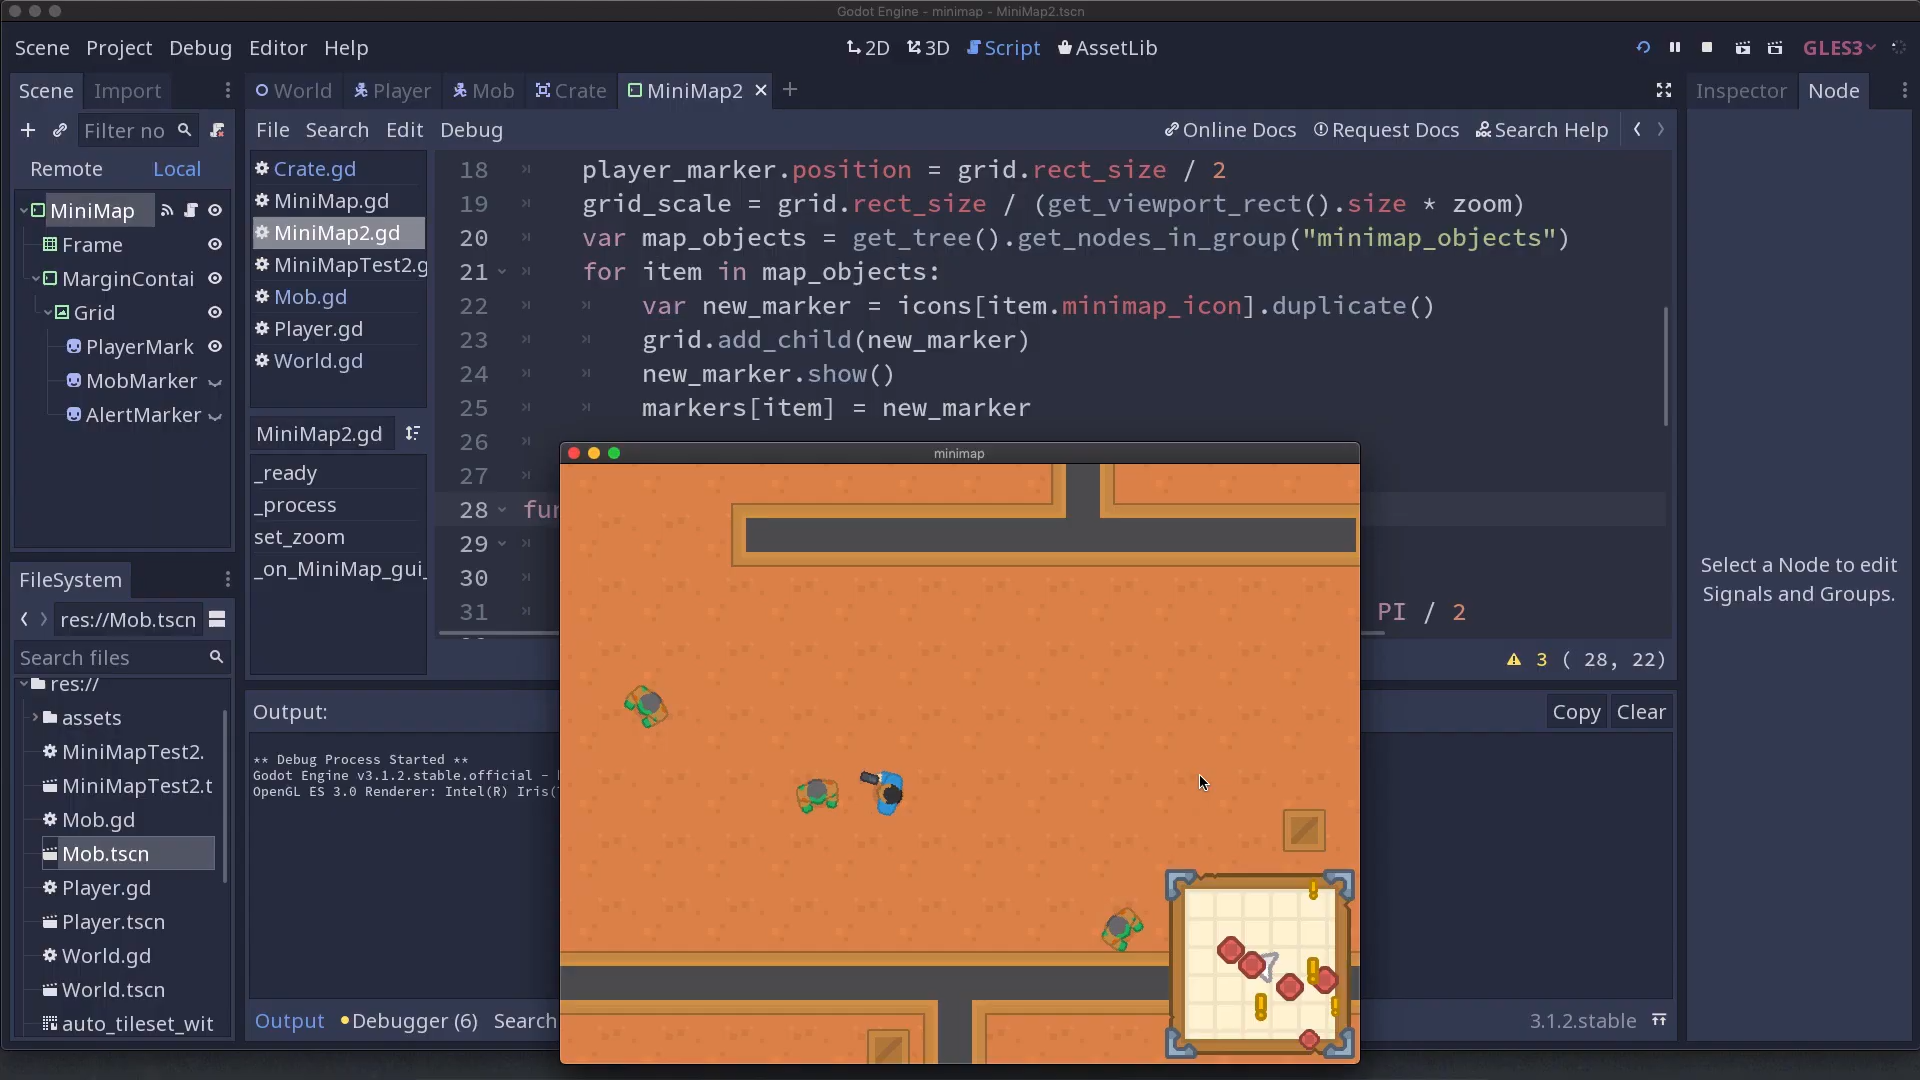 Godot Engine - minimap - MiniMap2.tscn
Scene Project Debug Editor Help
2D 3D Script AssetLib
GLES3
Scene Import
World Player Mob Crate MiniMap2
Inspector Node
Filter no
File Search Edit Debug
Online Docs Request Docs Search Help
Remote Local
MiniMap
Frame
MarginContai
Grid
PlayerMark
MobMarker
AlertMarker
Crate.gd
MiniMap.gd
MiniMap2.gd
MiniMapTest2.g
Mob.gd
Player.gd
World.gd
MiniMap2.gd
_ready
_process
set_zoom
_on_MiniMap_gui_
18 player_marker.position = grid.rect_size / 2
19 grid_scale = grid.rect_size / (get_viewport_rect().size * zoom)
20 var map_objects = get_tree().get_nodes_in_group("minimap_objects")
21 for item in map_objects:
22 var new_marker = icons[item.minimap_icon].duplicate()
23 grid.add_child(new_marker)
24 new_marker.show()
25 markers[item] = new_marker
26
27
28 fun
29
30
31 PI / 2
3 ( 28, 22)
minimap
FileSystem
res://Mob.tscn
Search files
res://
assets
MiniMapTest2.
MiniMapTest2.t
Mob.gd
Mob.tscn
Player.gd
Player.tscn
World.gd
World.tscn
auto_tileset_wit
Output:
Copy Clear
** Debug Process Started **
Godot Engine v3.1.2.stable.official -
OpenGL ES 3.0 Renderer: Intel(R) Iris(
Output Debugger (6) Search
3.1.2.stable
Select a Node to edit
Signals and Groups.